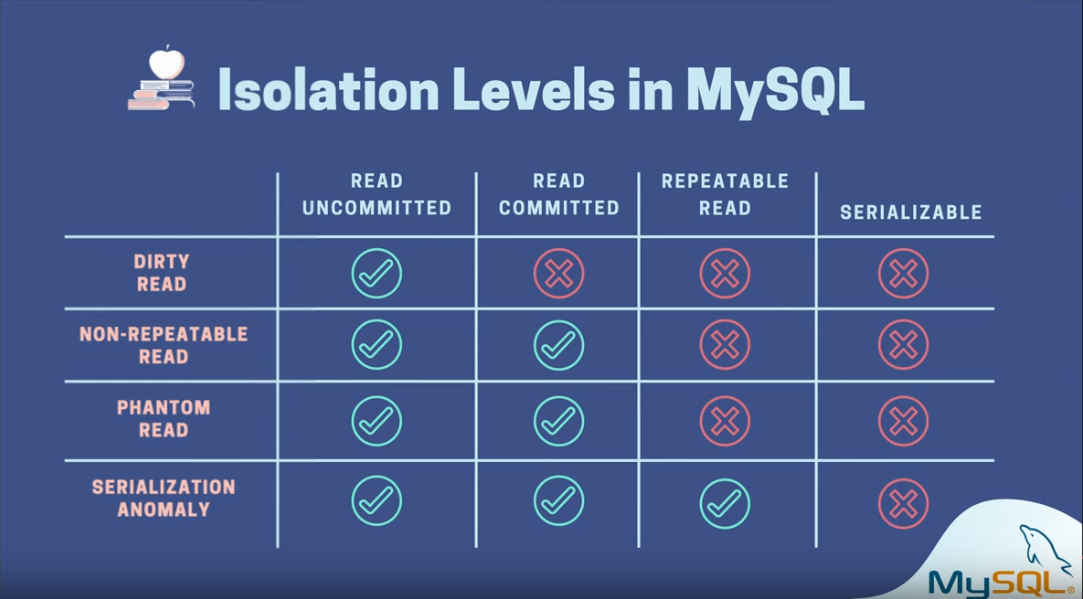 Isolation Levels in MySQL
READ
UNCOMMITTED
READ
COMMITTED
REPEATABLE
READ
SERIALIZABLE
DIRTY
READ
NON-REPEATABLE
READ
PHANTOM
READ
SERIALIZATION
ANOMALY
MySQL®